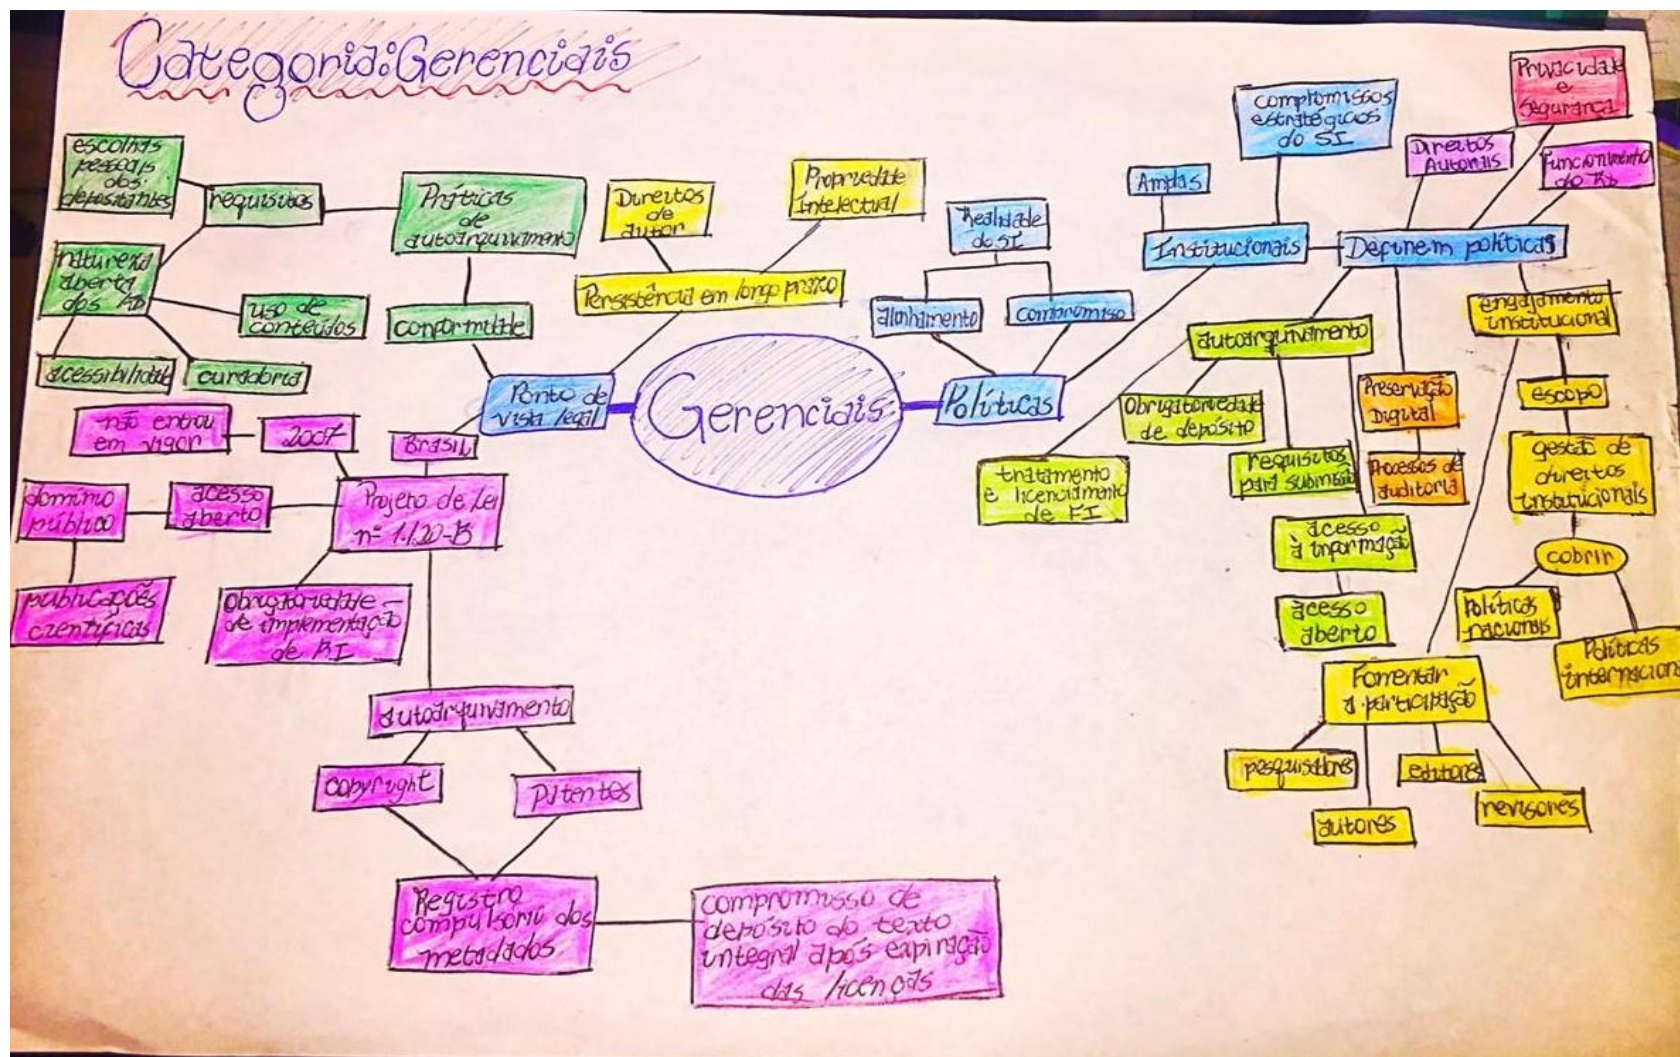 Categoria: Gerenciais
escolhas
pessoais
dos
depositantes
requisitos
natureza
aberta
dos RD
uso de
conteúdos
acessibilidade
curadoria
Práticas
de
autoarquivamento
conformidade
Direitos
de
autor
Propriedade
Intelectual
Persistência em longo prazo
Ponto de
vista legal
Gerenciais
Políticas
Realidade
do SI
alinhamento
compromisso
Amplas
compromissos
estratégicos
do SI
Institucionais
Definem políticas
Direitos
Autorais
Privacidade
e
segurança
Funcionamento
do RD
autoarquivamento
tratamento
e licenciamento
de PI
Obrigatoriedade
de depósito
requisitos
para submissão
acesso
à informação
acesso
aberto
Preservação
Digital
Processos de
auditoria
engajamento
institucional
escopo
gestão de
direitos
institucionais
cobrir
Políticas
nacionais
Políticas
internacion
Fomentar
a participação
pesquisadores
autores
editores
revisores
Brasil
2007
não entrou
em vigor
Projeto de Lei
nº 1.120-B
acesso
aberto
domínio
público
publicações
científicas
Obrigatoriedade
de implementação
de RI
autoarquivamento
copyright
patentes
Registro
compulsório dos
metadados
compromisso de
depósito do texto
integral após expiração
das licenças